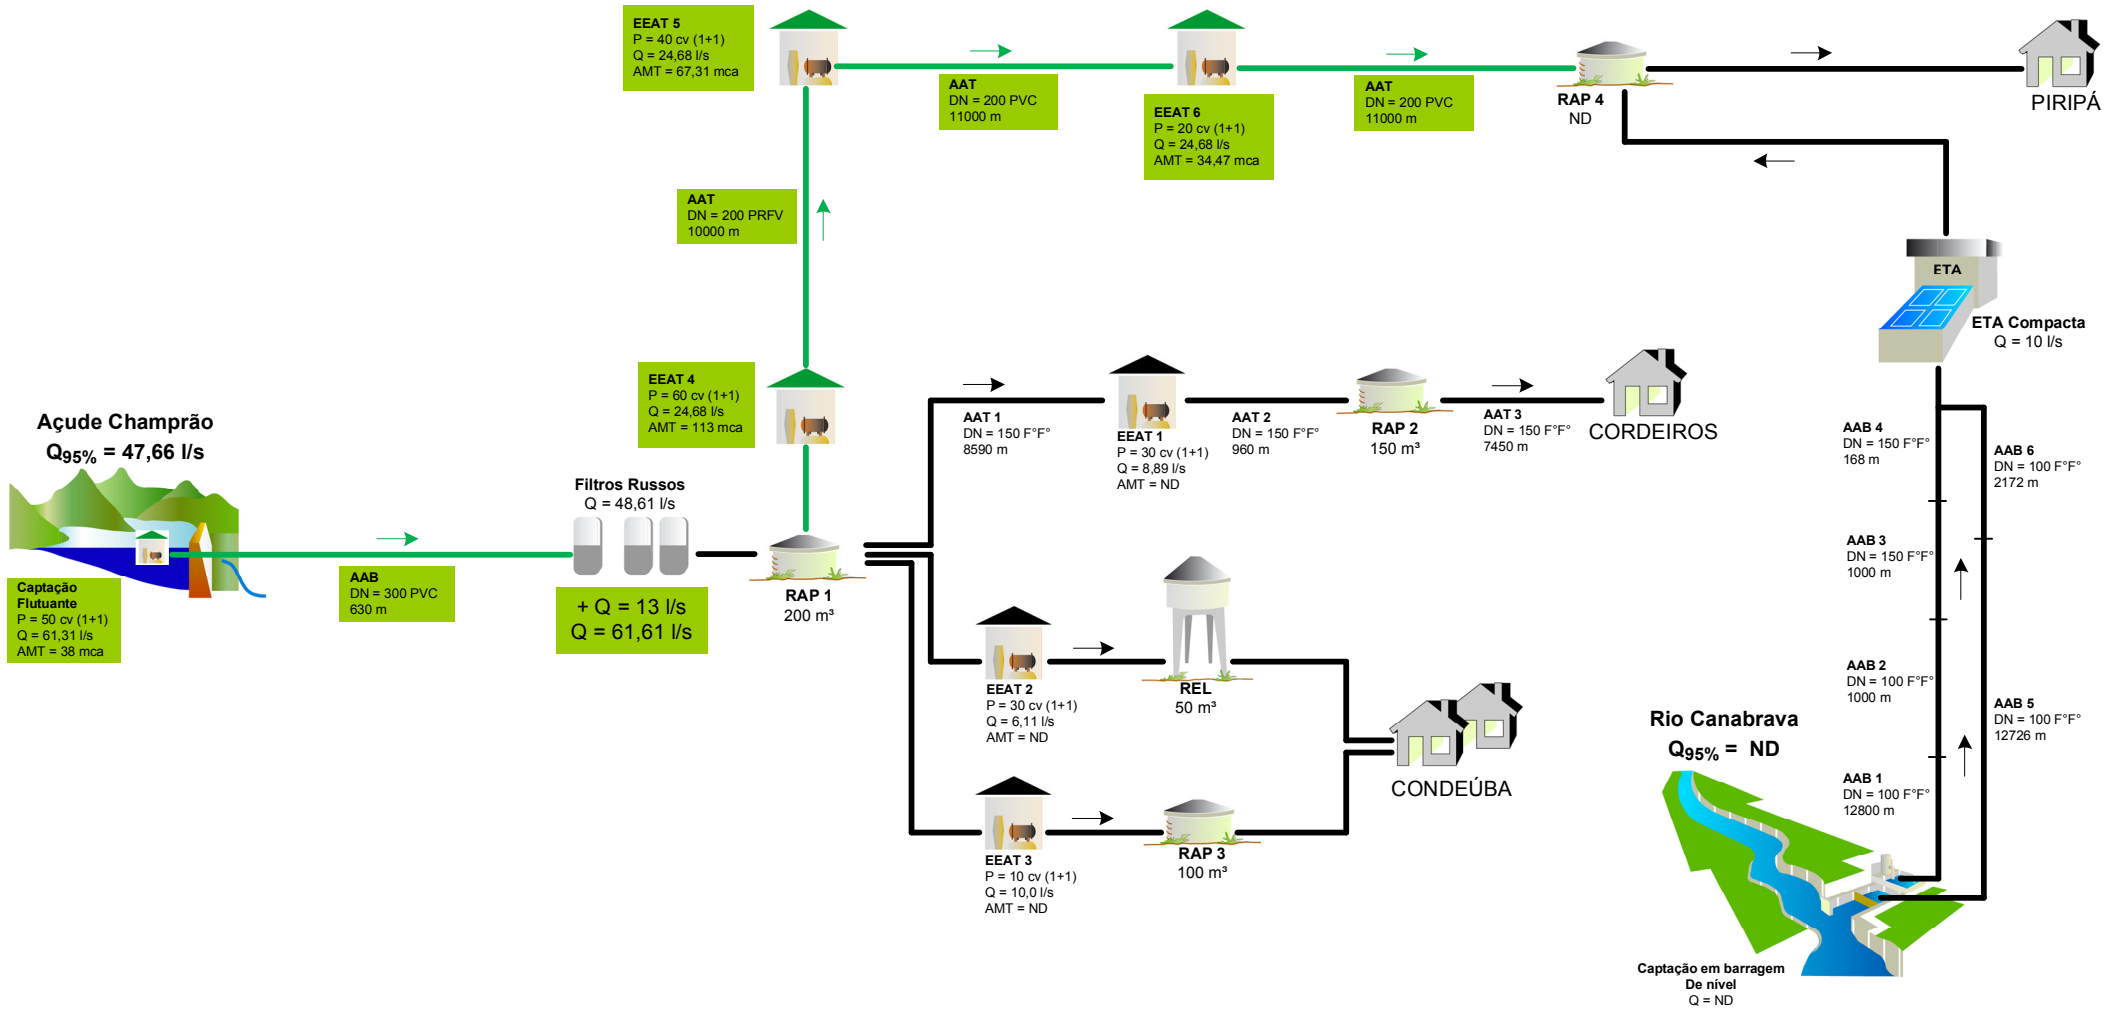 EEAT 5
P = 40 cv (1+1)
Q = 24,68 l/s
AMT = 67,31 mca
AAT
DN = 200 PVC
11000 m
EEAT 6
P = 20 cv (1+1)
Q = 24,68 l/s
AMT = 34,47 mca
AAT
DN = 200 PVC
11000 m
RAP 4
ND
PIRIPÁ
AAT
DN = 200 PRFV
10000 m
ETA
ETA Compacta
Q = 10 l/s
EEAT 4
P = 60 cv (1+1)
Q = 24,68 l/s
AMT = 113 mca
Açude Champrão
Q95% = 47,66 l/s
Captação
Flutuante
P = 50 cv (1+1)
Q = 61,31 l/s
AMT = 38 mca
AAB
DN = 300 PVC
630 m
Filtros Russos
Q = 48,61 l/s
+ Q = 13 l/s
Q = 61,61 l/s
RAP 1
200 m³
AAT 1
DN = 150 F°F°
8590 m
EEAT 1
P = 30 cv (1+1)
Q = 8,89 l/s
AMT = ND
AAT 2
DN = 150 F°F°
960 m
RAP 2
150 m³
AAT 3
DN = 150 F°F°
7450 m
CORDEIROS
EEAT 2
P = 30 cv (1+1)
Q = 6,11 l/s
AMT = ND
REL
50 m³
EEAT 3
P = 10 cv (1+1)
Q = 10,0 l/s
AMT = ND
RAP 3
100 m³
CONDEÚBA
AAB 4
DN = 150 F°F°
168 m
AAB 6
DN = 100 F°F°
2172 m
AAB 3
DN = 150 F°F°
1000 m
AAB 2
DN = 100 F°F°
1000 m
AAB 5
DN = 100 F°F°
12726 m
AAB 1
DN = 100 F°F°
12800 m
Rio Canabrava
Q95% = ND
Captação em barragem
De nível
Q = ND